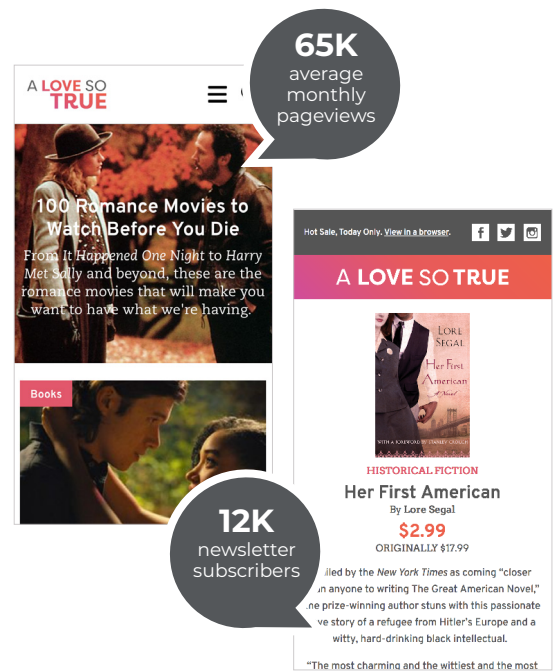 65K
average
monthly
pageviews
A LOVE SO
TRUE
100 Romance Movies to
Watch Before You Die
From It Happened One Night to Harry
Met Sally and beyond, these are the
romance movies that will make you
want to have what we're having.
Books
12K
newsletter
subscribers
Hot Sale, Today Only. View in a browser.
A LOVE SO TRUE
LORE
SEGAL
Her First
American
A Novel
WITH A FOREWORD BY STANLEY CROUCH
HISTORICAL FICTION
Her First American
By Lore Segal
$2.99
ORIGINALLY $17.99
by the New York Times as coming “closer
anyone to writing The Great American Novel,”
prize-winning author stuns with this passionate
story of a refugee from Hitler’s Europe and a
witty, hard-drinking black intellectual.
“The most charming and the wittiest and the most